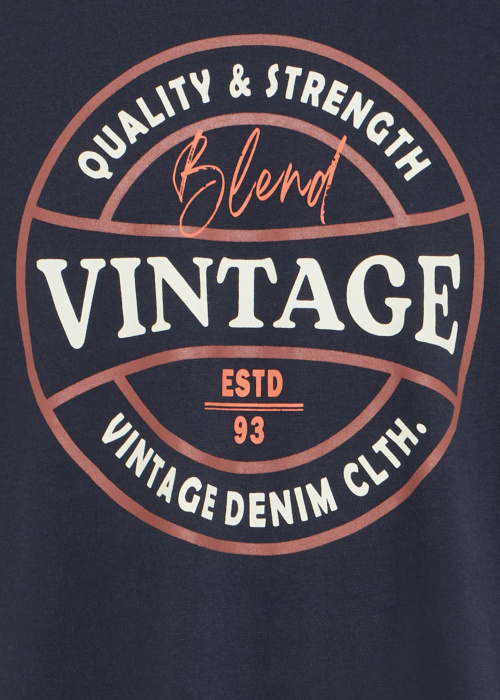 QUALITY & STRENGTH
Blend
VINTAGE
ESTD
93
VINTAGE DENIM CLTH.